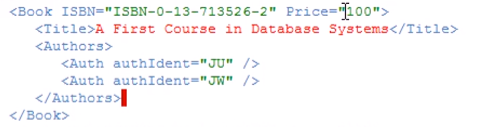 <Book ISBN="ISBN-0-13-713526-2" Price="100">
<Title>A First Course in Database Systems</Title>
<Authors>
<Auth authIdent="JU" />
<Auth authIdent="JW" />
</Authors>
</Book>